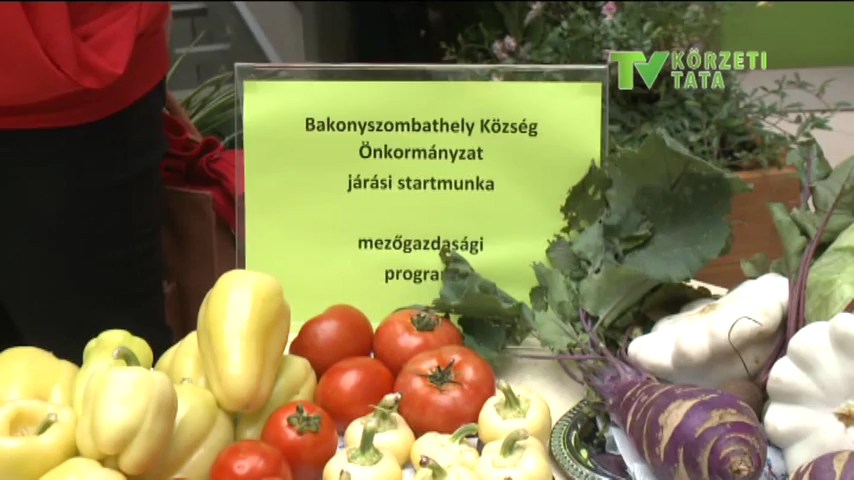 TV KÖRZETI
TATA
Bakonyszombathely Község
Önkormányzat
járási startmunka
mezőgazdasági
program